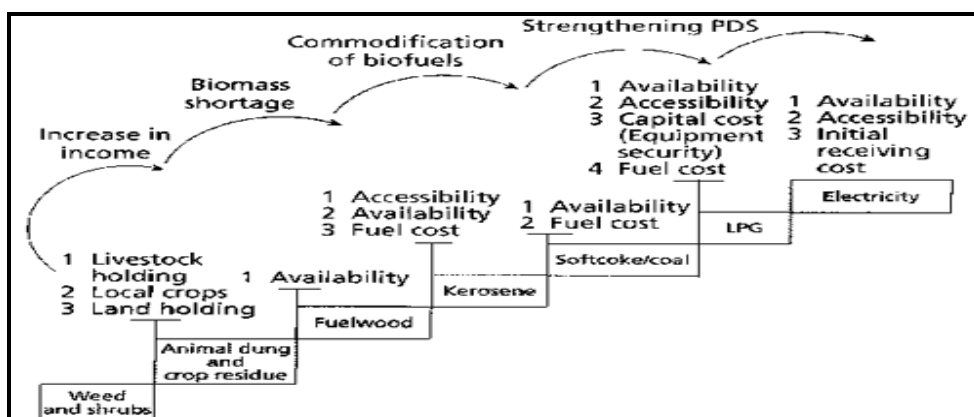 Strengthening PDS
Commodification
of biofuels
Biomass
shortage
Increase in
income
1 Availability
2 Accessibility
3 Capital cost
(Equipment
security)
4 Fuel cost
1 Availability
2 Accessibility
3 Initial
receiving
cost
1 Accessibility
2 Availability
3 Fuel cost
1 Availability
2 Fuel cost
1 Livestock
holding
2 Local crops
3 Land holding
1 Availability
Electricity
LPG
Softcoke/coal
Kerosene
Fuelwood
Animal dung
and
crop residue
Weed
and shrubs